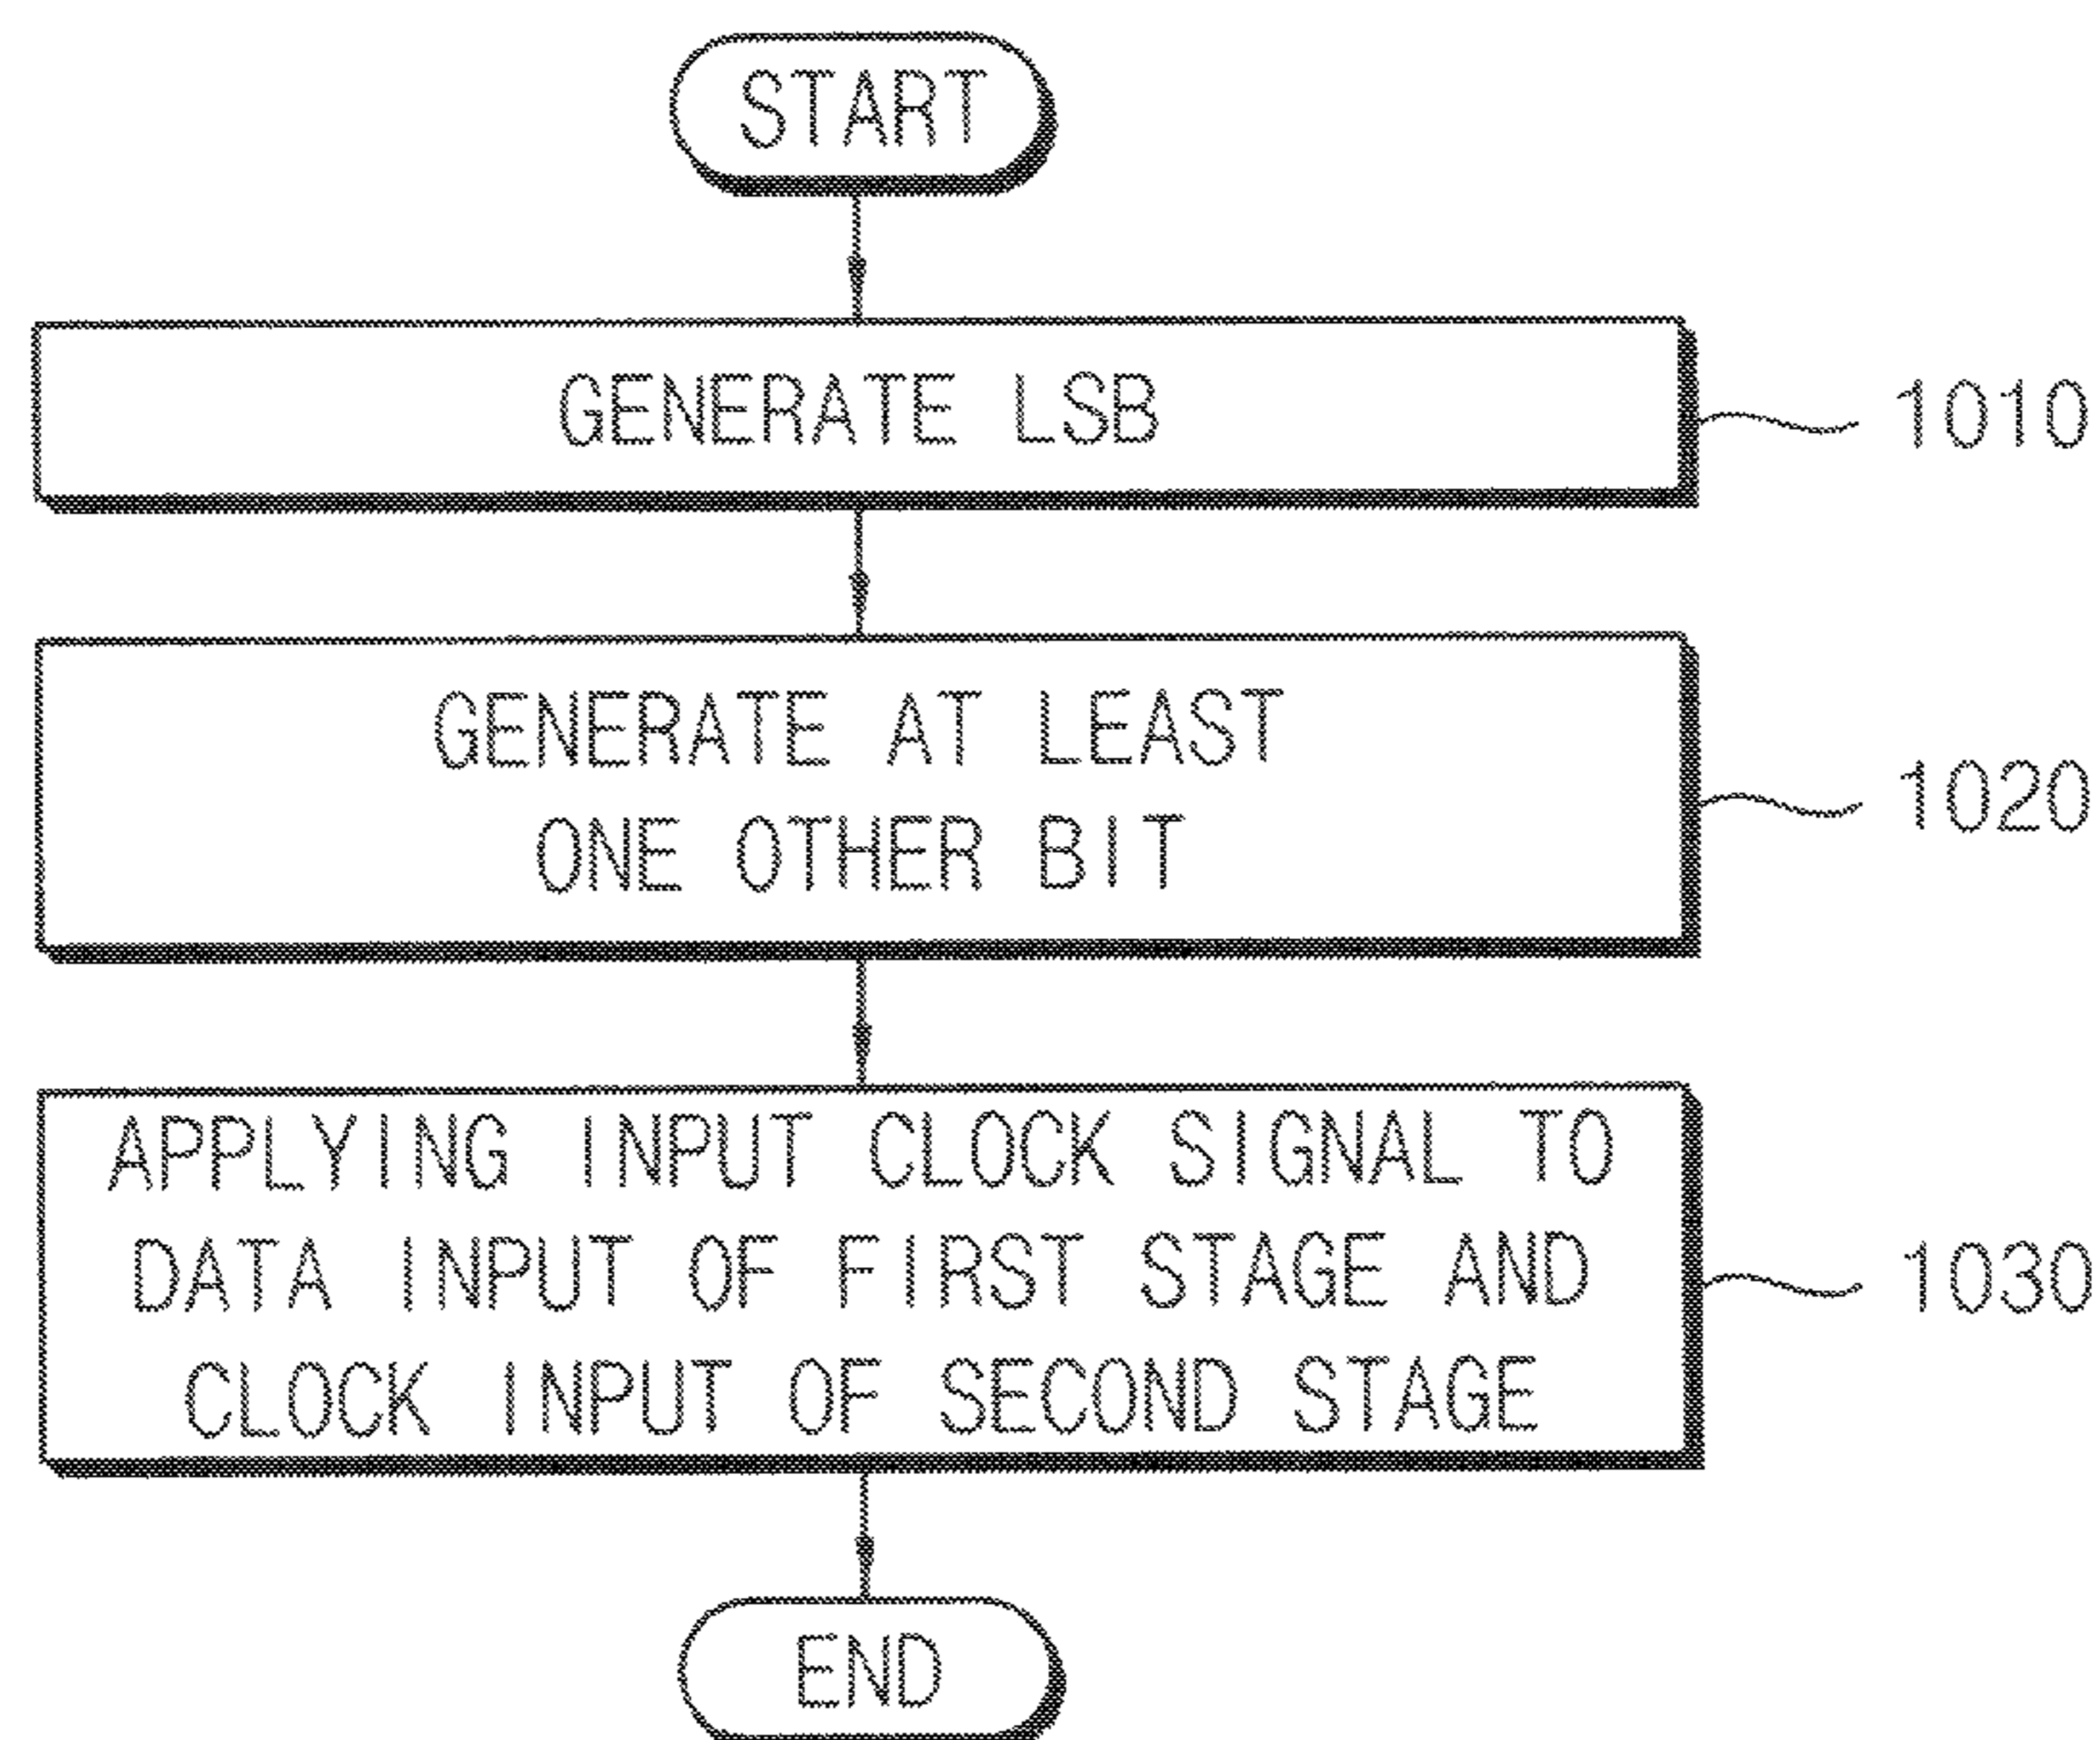 START
GENERATE LSB
1010
GENERATE AT LEAST
ONE OTHER BIT
1020
APPLYING INPUT CLOCK SIGNAL TO
DATA INPUT OF FIRST STAGE AND
CLOCK INPUT OF SECOND STAGE
1030
END